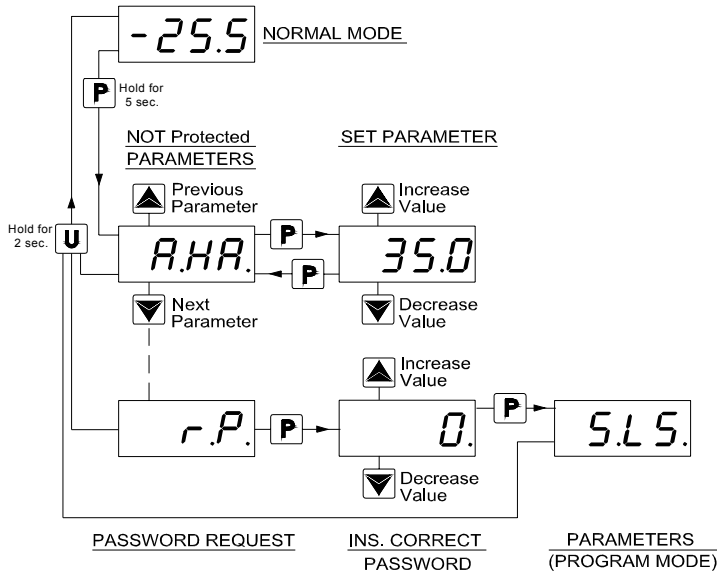 -25.5 NORMAL MODE
P Hold for
5 sec.
NOT Protected
PARAMETERS
SET PARAMETER
Previous
Parameter
Increase
Value
Hold for
2 sec.
U
A.HA.
P
P
35.0
Next
Parameter
Decrease
Value
Increase
Value
r.P.
P
0.
P
S.L.S.
Decrease
Value
PASSWORD REQUEST
INS. CORRECT
PASSWORD
PARAMETERS
(PROGRAM MODE)